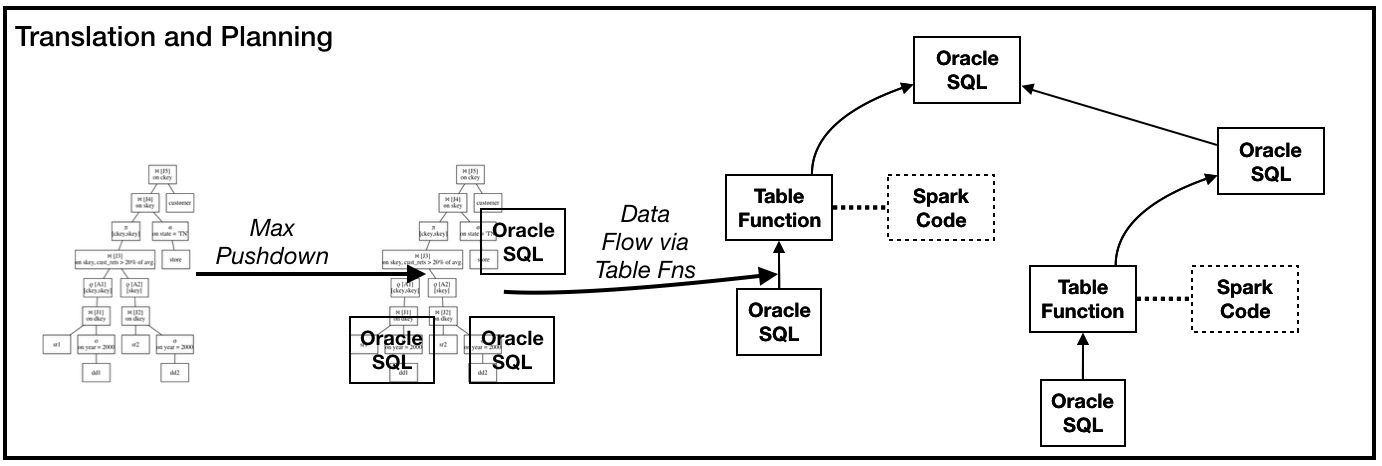 Translation and Planning
⋈ [J5]
on ckey
⋈ [J4]
on skey
customer
π
[ckey,skey]
σ
on state = 'TN'
⋈ [J3]
on skey, cust_rets > 20% of avg.
store
[A1]
[ckey,skey]
[A2]
[skey]
⋈ [J1]
on dkey
⋈ [J2]
on dkey
sr1
σ
on year = 2000
sr2
σ
on year = 2000
dd1
dd2
Max
Pushdown
⋈ [J5]
on ckey
⋈ [J4]
on skey
customer
π
[ckey,skey]
σ
on state = 'TN'
Oracle
SQL
⋈ [J3]
on skey, cust_rets > 20% of avg.
store
[A1]
[ckey,skey]
[A2]
[skey]
⋈ [J1]
on dkey
⋈ [J2]
on dkey
Oracle
SQL
on year = 2000
sr2
Oracle
SQL
on year = 2000
dd1
dd2
Data
Flow via
Table Fns
Oracle
SQL
Table
Function
Spark
Code
Oracle
SQL
Oracle
SQL
Table
Function
Spark
Code
Oracle
SQL